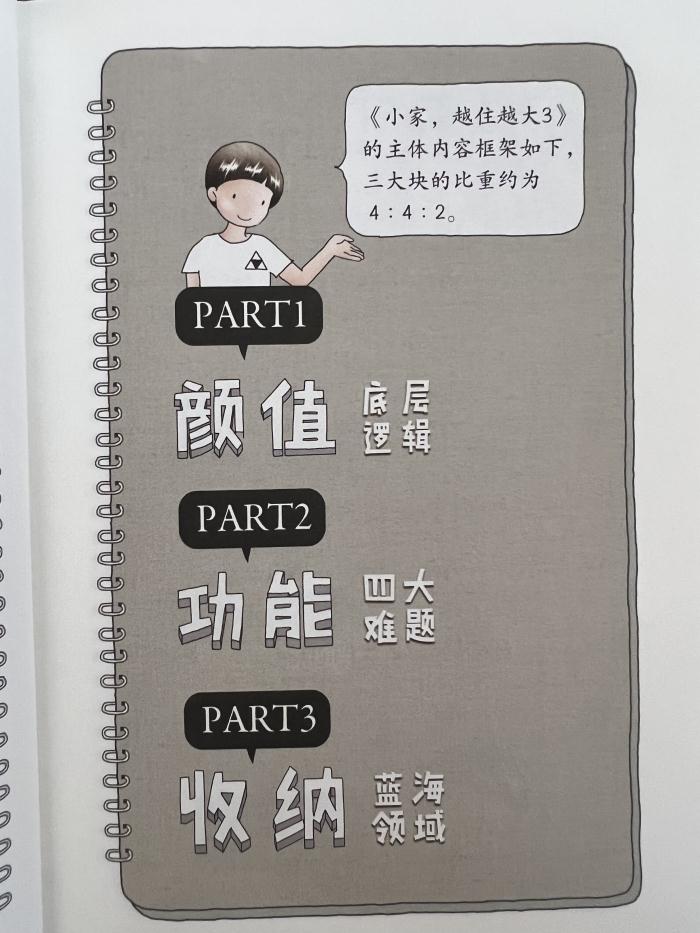 《小家，越住越大3》
的主体内容框架如下，
三大块的比重约为
4：4：2。
PART1
颜值
底层
逻辑
PART2
功能
四大
难题
PART3
收纳
蓝海
领域